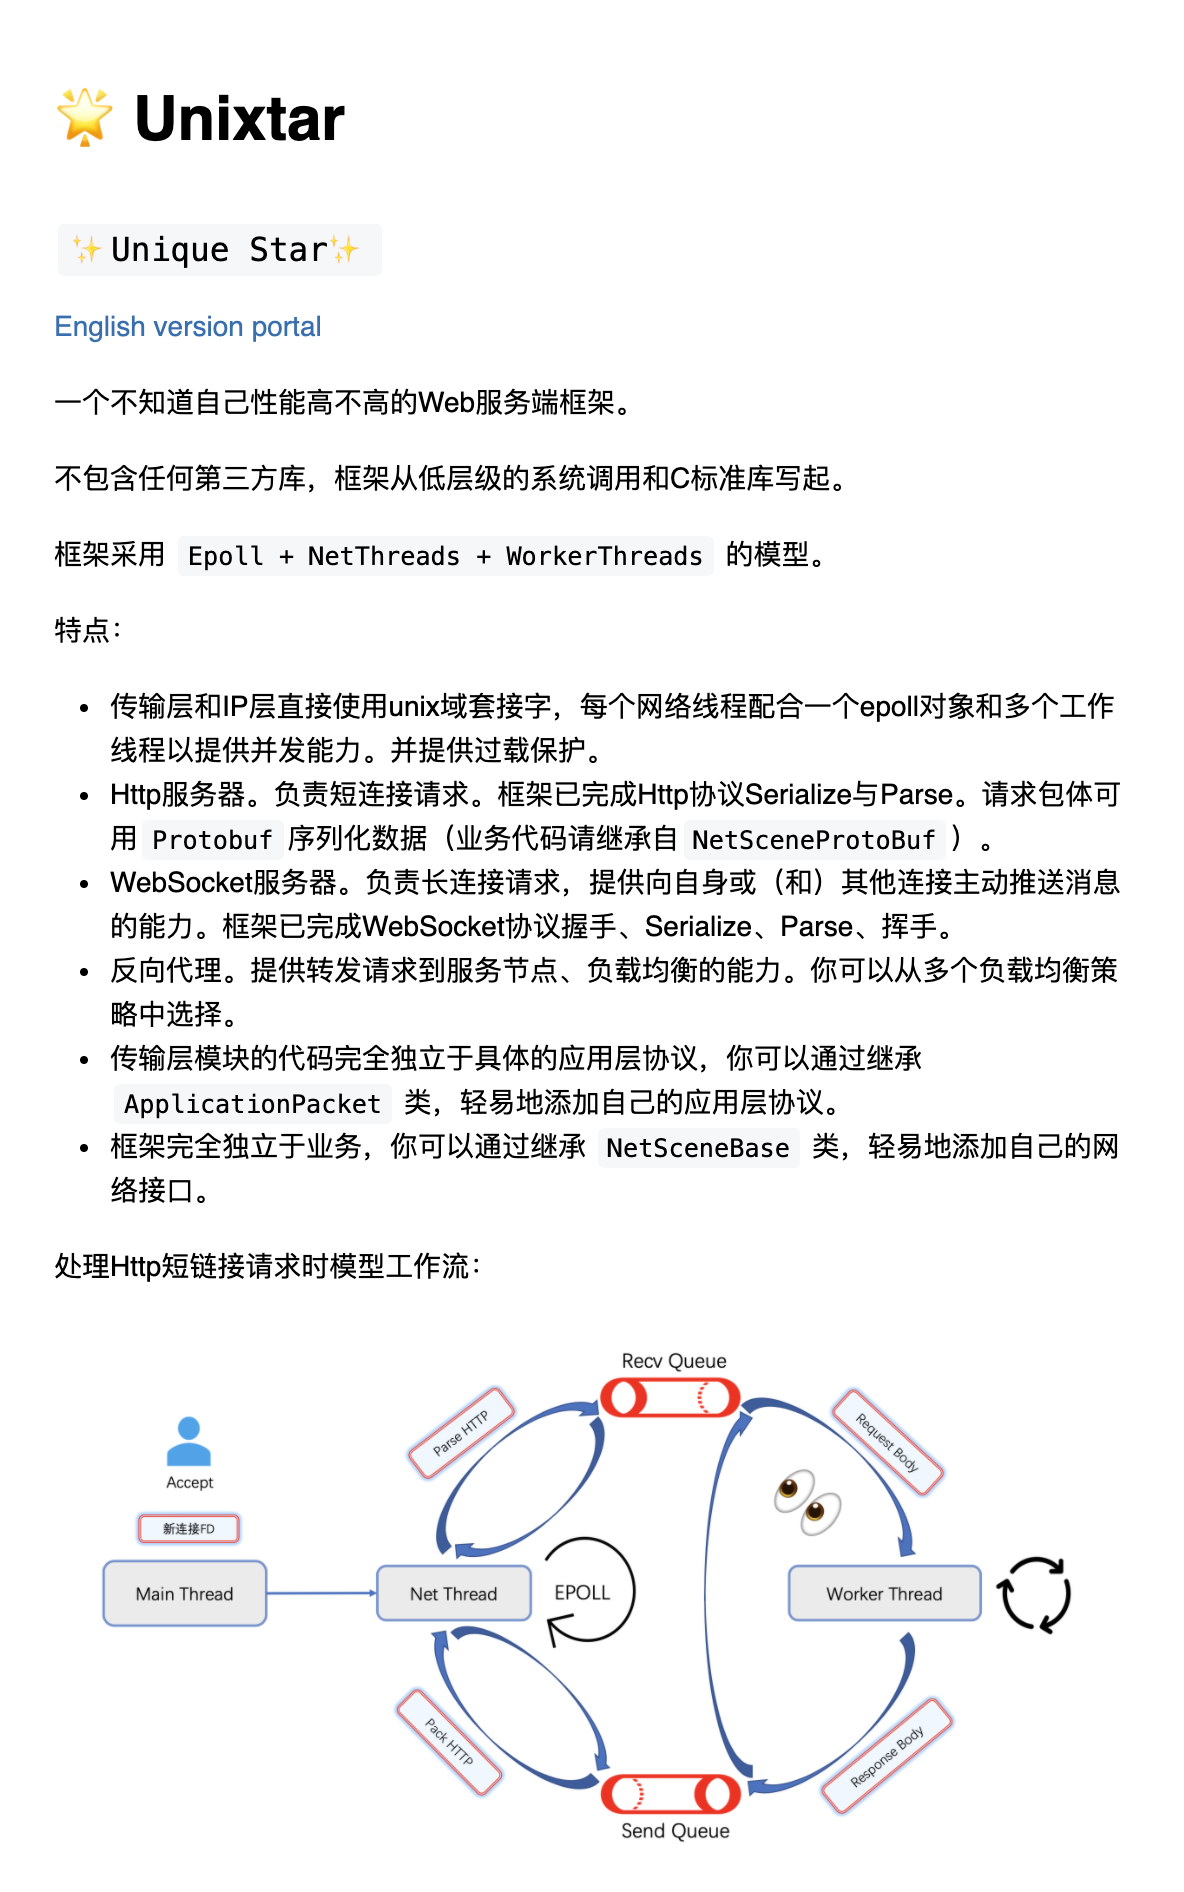 🌟 Unixtar
✨Unique Star✨
English version portal
一个不知道自己性能高不高的Web服务端框架。
不包含任何第三方库，框架从低层级的系统调用和C标准库写起。
框架采用 Epoll + NetThreads + WorkerThreads 的模型。
特点：
• 传输层和IP层直接使用unix域套接字，每个网络线程配合一个epoll对象和多个工作
线程以提供并发能力。并提供过载保护。
• Http服务器。负责短连接请求。框架已完成Http协议Serialize与Parse。请求包体可
用 Protobuf 序列化数据（业务代码请继承自 NetSceneProtoBuf ）。
• WebSocket服务器。负责长连接请求，提供向自身或（和）其他连接主动推送消息
的能力。框架已完成WebSocket协议握手、Serialize、Parse、挥手。
• 反向代理。提供转发请求到服务节点、负载均衡的能力。你可以从多个负载均衡策
略中选择。
• 传输层模块的代码完全独立于具体的应用层协议，你可以通过继承
ApplicationPacket 类，轻易地添加自己的应用层协议。
• 框架完全独立于业务，你可以通过继承 NetSceneBase 类，轻易地添加自己的网
络接口。
处理Http短链接请求时模型工作流：
Recv Queue
Parse HTTP
Request Body
Accept
新连接FD
Main Thread
Net Thread
EPOLL
Worker Thread
Pack HTTP
Response Body
Send Queue